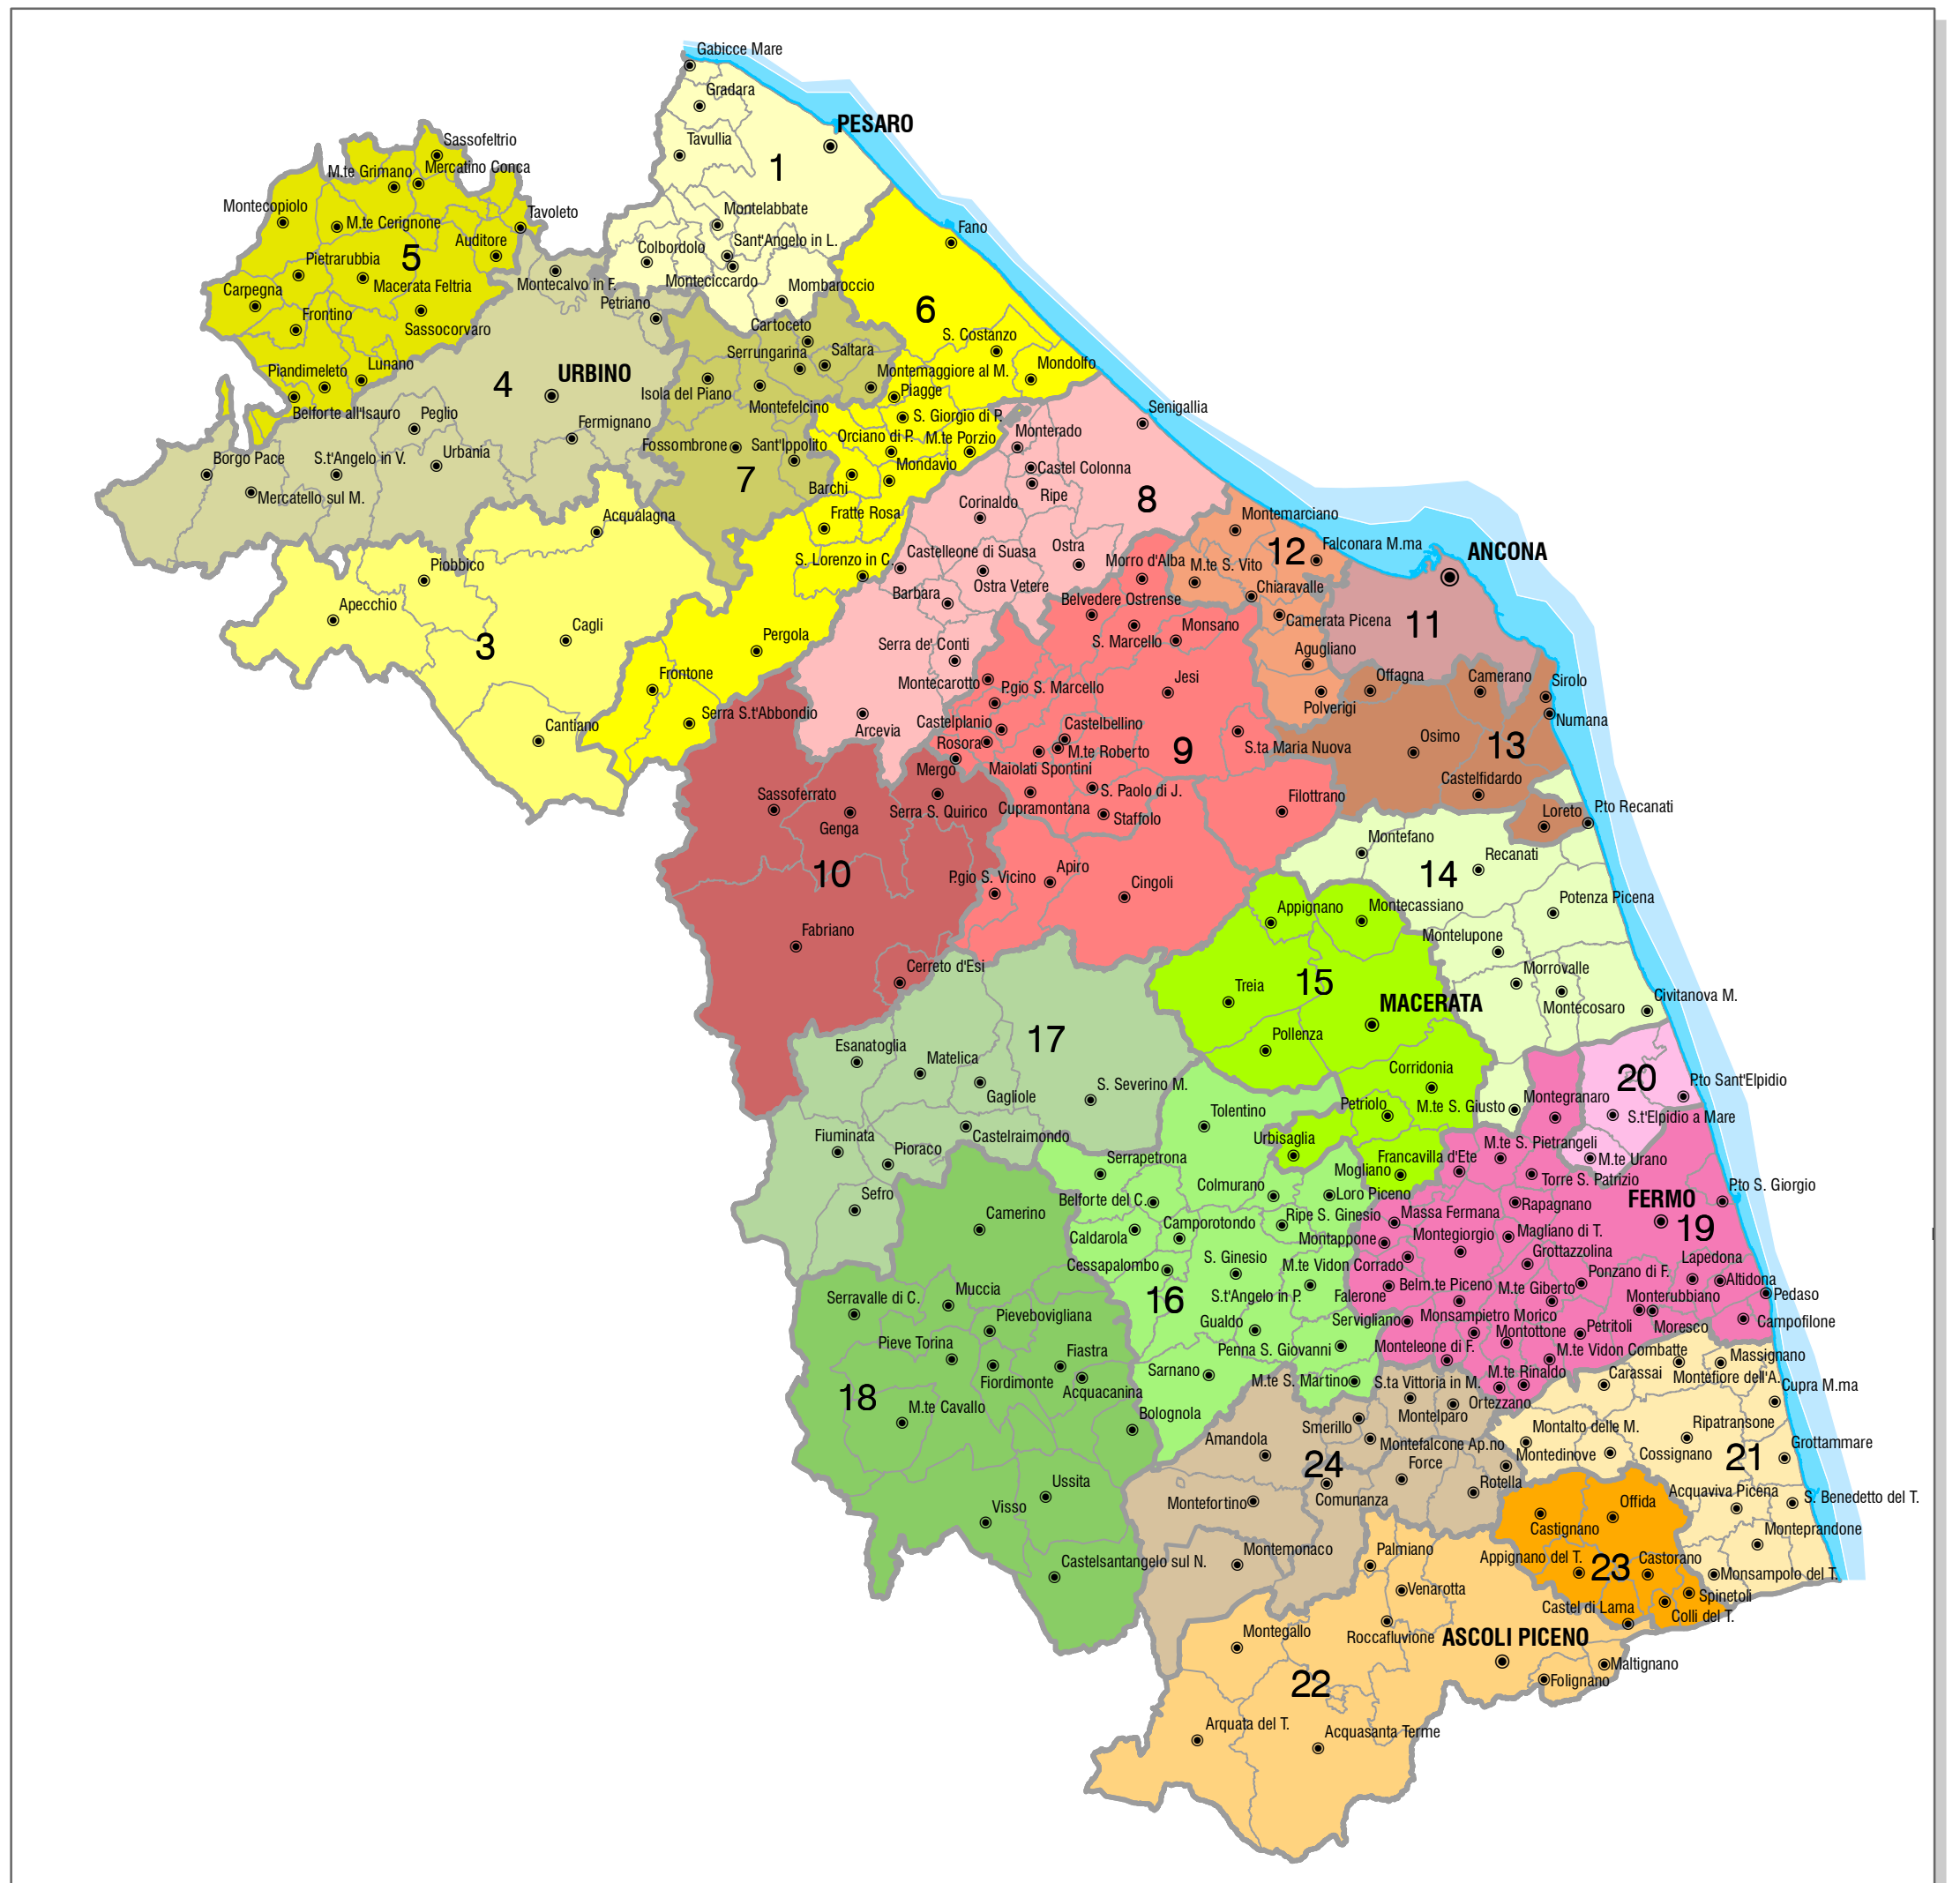 Gabicce Mare
Gradara
PESARO
Tavullia
1
Sassofeltrio
M.te Grimano
Mercatino Conca
Montecopiolo
M.te Cerignone
Tavoleto
Auditore
5
Pietrarubbia
Macerata Feltria
Carpegna
Frontino
Sassocorvaro
Montelabbate
Sant'Angelo in L.
Colbordolo
Monteciccardo
Mombaroccio
Fano
Montecalvo in F.
Petriano
6
Cartoceto
S. Costanzo
Serrungarina
Saltara
Mondolfo
Piandimeleto
Lunano
4
URBINO
Isola del Piano
Montemaggiore al M.
Piagge
Montefelcino
Belforte all'Isauro
Peglio
S. Giorgio di P.
Senigallia
Fermignano
Fossombrone
Sant'Ippolito
Orciano di P.
M.te Porzio
Monterado
Borgo Pace
S.t'Angelo in V.
Urbania
7
Mondavio
Castel Colonna
Mercatello sul M.
Barchi
Ripe
8
Corinaldo
Acqualagna
Fratte Rosa
Montemarciano
S. Lorenzo in C.
Castelleone di Suasa
Ostra
12
Falconara M.ma
ANCONA
Piobbico
Morro d'Alba
M.te S. Vito
Ostra Vetere
Chiaravalle
Apecchio
Barbara
Belvedere Ostrense
Cagli
3
Pergola
S. Marcello
Monsano
Camerata Picena
11
Serra de' Conti
Agugliano
Frontone
Montecarotto
P.gio S. Marcello
Jesi
Offagna
Camerano
Sirolo
Serra S.t'Abbondio
Polverigi
Numana
Cantiano
Arcevia
Castelplanio
Castelbellino
Rosora
M.te Roberto
9
S.ta Maria Nuova
Osimo
13
Mergo
Maiolati Spontini
Castelfidardo
Sassoferrato
Genga
Serra S. Quirico
Cupramontana
S. Paolo di J.
Staffolo
Filottrano
Loreto
P.to Recanati
10
Montefano
Recanati
14
P.gio S. Vicino
Apiro
Cingoli
Appignano
Montecassiano
Potenza Picena
Fabriano
Montelupone
Cerreto d'Esi
15
Morrovalle
Treia
MACERATA
Montecosaro
Civitanova M.
17
Esanatoglia
Matelica
Pollenza
Corridonia
20
P.to Sant'Elpidio
Gagliole
S. Severino M.
Tolentino
Petriolo
M.te S. Giusto
Montegranaro
S.t'Elpidio a Mare
Fiuminata
Pioraco
Castelraimondo
Urbisaglia
M.te S. Pietrangeli
Serrapetrona
Mogliano
Francavilla d'Ete
M.te Urano
Torre S. Patrizio
Sefro
Belforte del C.
Colmurano
Loro Piceno
Rapagnano
FERMO
P.to S. Giorgio
Camerino
Caldarola
Camporotondo
Ripe S. Ginesio
Massa Fermana
19
Montappone
Montegiorgio
Magliano di T.
Cessapalombo
S. Ginesio
M.te Vidon Corrado
Grottazzolina
Lapedona
16
S.t'Angelo in P.
Falerone
Belm.te Piceno
M.te Giberto
Ponzano di F.
Altidona
Muccia
Serravalle di C.
Monterubbiano
Pedaso
Pievebovigliana
Gualdo
Servigliano
Monsampietro Morico
Petritoli
Moresco
Campofilone
Pieve Torina
Fiastra
Penna S. Giovanni
Monteleone di F.
Montottone
M.te Vidon Combatte
Massignano
Fiordimonte
Acquacanina
Sarnano
M.te S. Martino
S.ta Vittoria in M.
M.te Rinaldo
Carassai
Montefiore dell'A.
Cupra M.ma
18
M.te Cavallo
Bolognola
Montelparo
Ortezzano
Smerillo
Montalto delle M.
Ripatransone
Amandola
Montefalcone Ap.no
Montedinove
Cossignano
21
Grottammare
24
Force
Rotella
Ussita
Montefortino
Comunanza
Offida
Acquaviva Picena
S. Benedetto del T.
Visso
Castignano
Monteprandone
Castelsantangelo sul N.
Montemonaco
Palmiano
Appignano del T.
23
Castorano
Monsampolo del T.
Venarotta
Spinetoli
Castel di Lama
Colli del T.
Montegallo
Roccafluvione
ASCOLI PICENO
Maltignano
22
Folignano
Arquata del T.
Acquasanta Terme